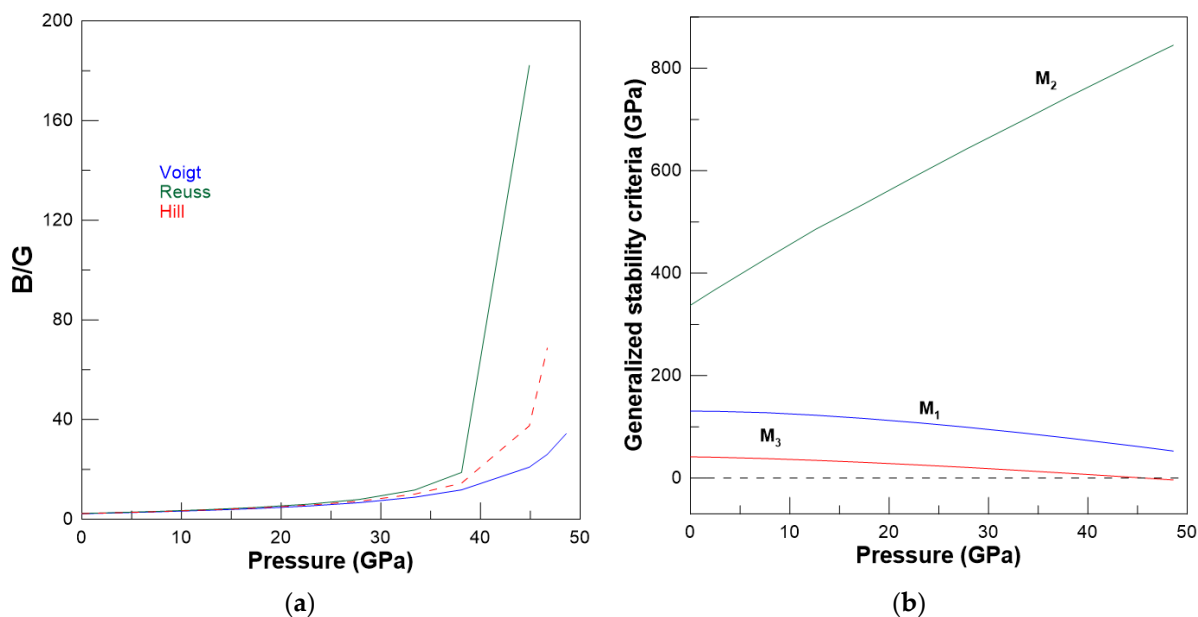 200
160
120
80
40
0
B/G
Voigt
Reuss
Hill
0 10 20 30 40 50
Pressure (GPa)
(a)
800
600
400
200
0
Generalized stability criteria (GPa)
M2
M1
M3
0 10 20 30 40 50
Pressure (GPa)
(b)